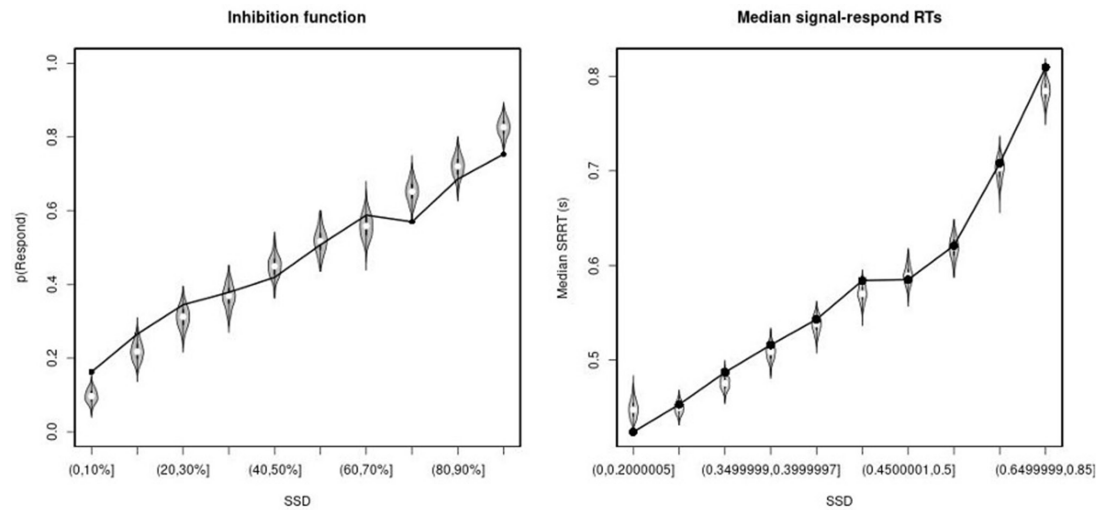 Inhibition function
p(Respond)
1.0
0.8
0.6
0.4
0.2
0.0
(0,10%] (20,30%] (40,50%] (60,70%] (80,90%]
SSD
Median signal-respond RTs
Median SRRT (s)
0.8
0.7
0.6
0.5
(0,0.20000005] (0.3499999,0.3999997] (0.4500001,0.5] (0.6499999,0.85]
SSD